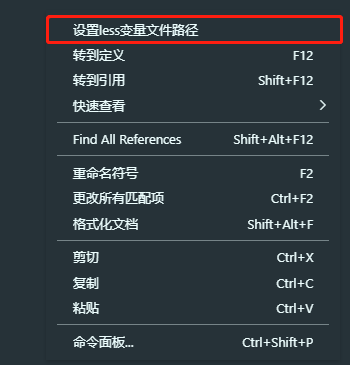 设置less变量文件路径
转到定义 F12
转到引用 Shift+F12
快速查看
Find All References Shift+Alt+F12
重命名符号 F2
更改所有匹配项 Ctrl+F2
格式化文档 Shift+Alt+F
剪切 Ctrl+X
复制 Ctrl+C
粘贴 Ctrl+V
命令面板... Ctrl+Shift+P